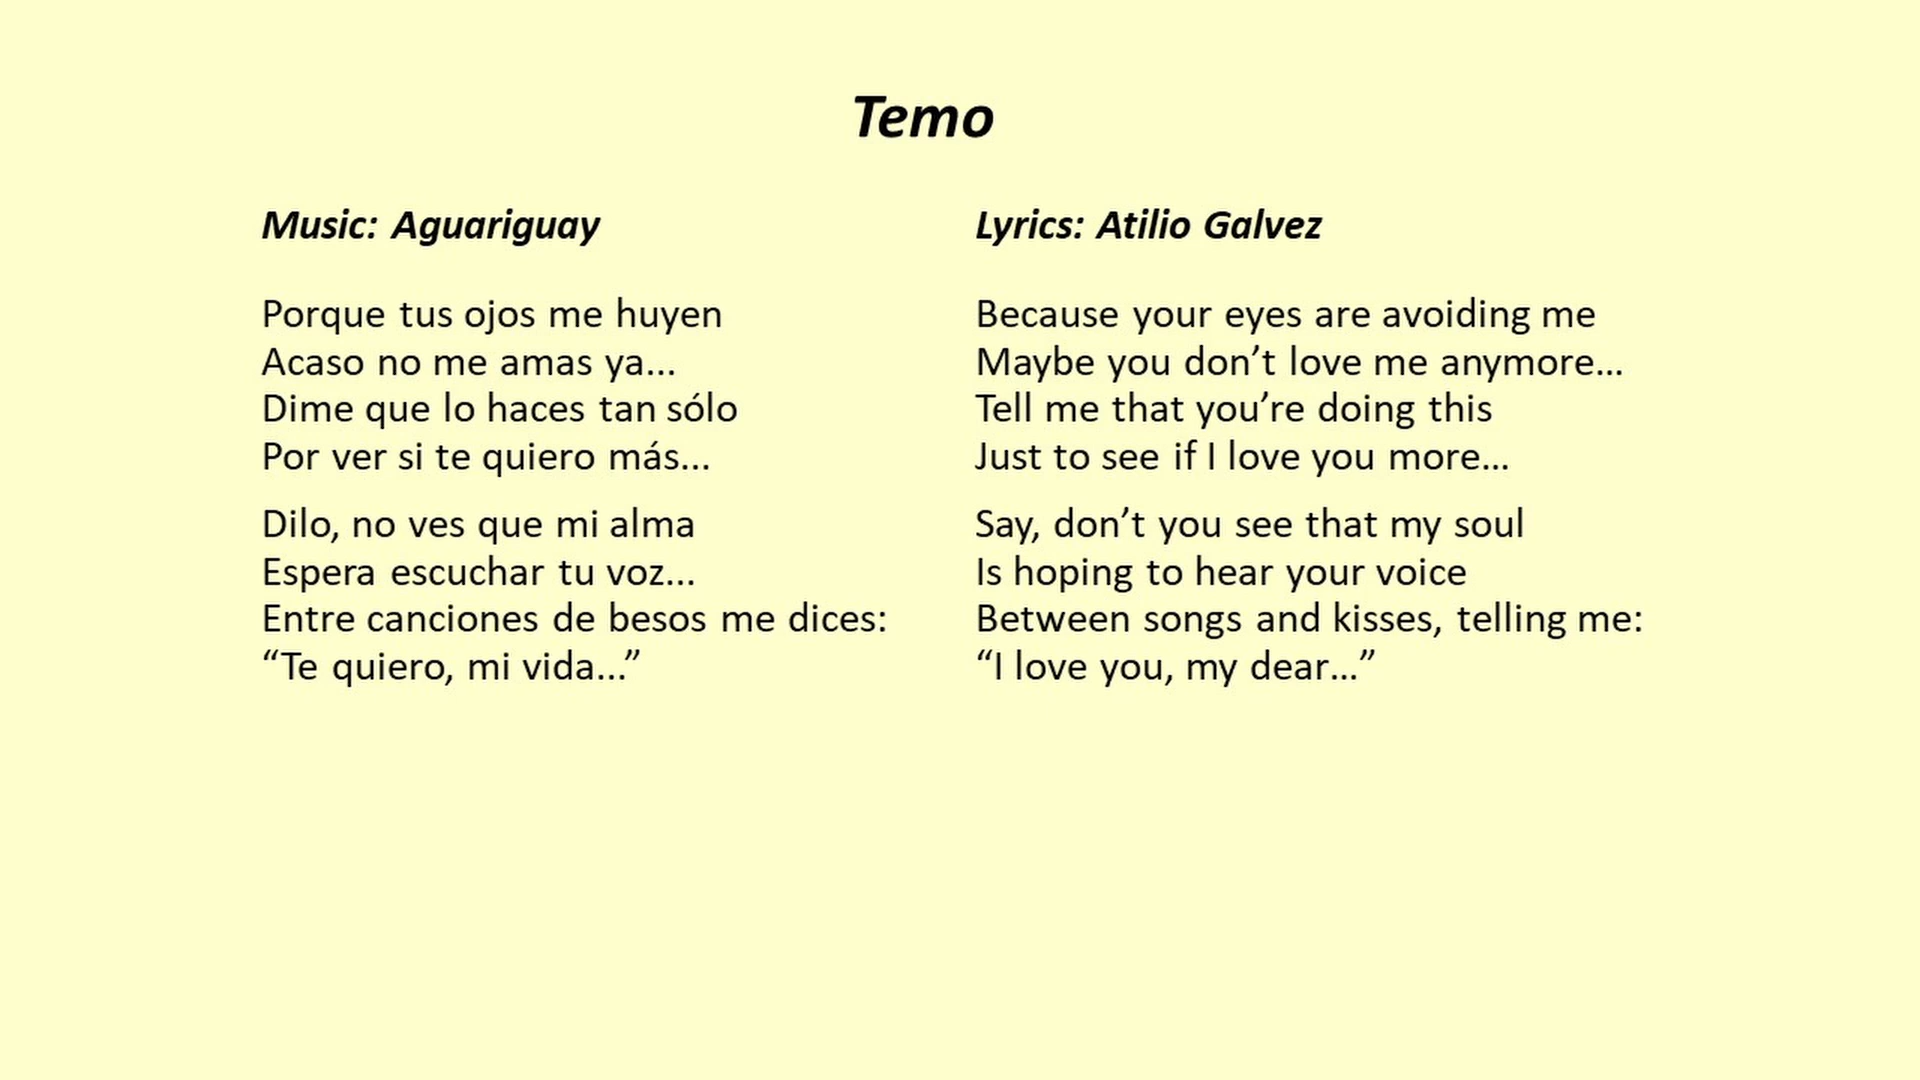 Temo
Music: Aguariguay
Lyrics: Atilio Galvez
Porque tus ojos me huyen
Acaso no me amas ya...
Dime que lo haces tan sólo
Por ver si te quiero más...
Dilo, no ves que mi alma
Espera escuchar tu voz...
Entre canciones de besos me dices:
“Te quiero, mi vida...”
Because your eyes are avoiding me
Maybe you don’t love me anymore...
Tell me that you’re doing this
Just to see if I love you more...
Say, don’t you see that my soul
Is hoping to hear your voice
Between songs and kisses, telling me:
“I love you, my dear...”